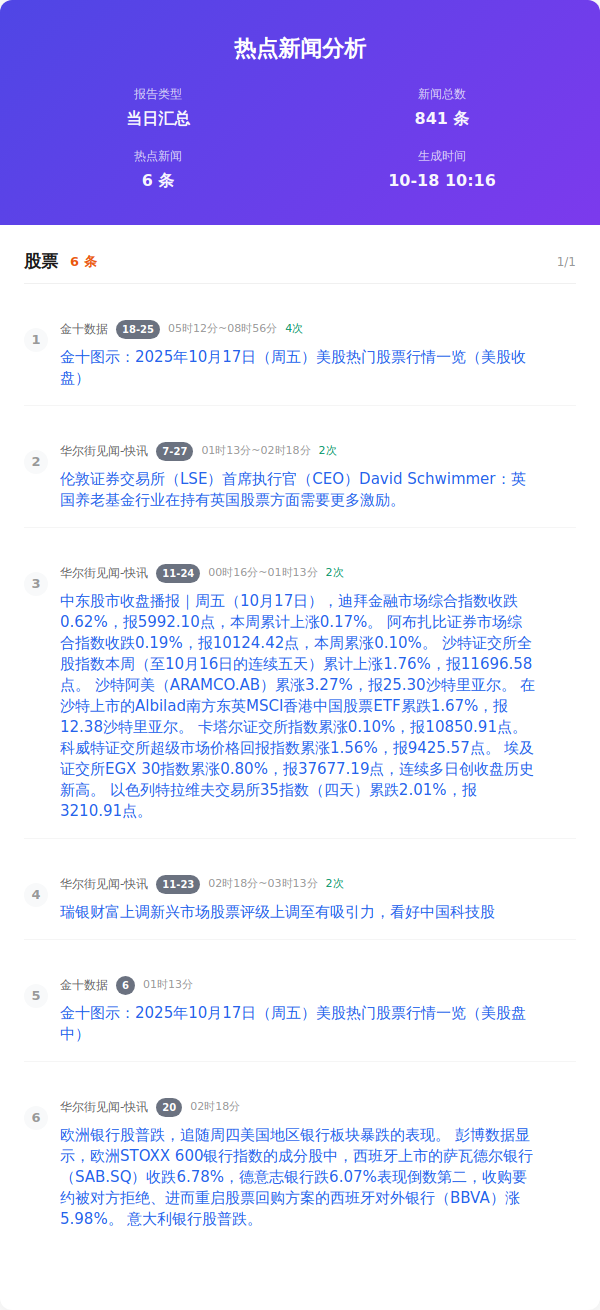 热点新闻分析
报告类型
新闻总数
当日汇总
841 条
热点新闻
生成时间
6 条
10-18 10:16
股票 6 条 1/1
1
金十数据 18-25 05时12分~08时56分 4次
金十图示：2025年10月17日（周五）美股热门股票行情一览（美股收
盘）
2
华尔街见闻-快讯 7-27 01时13分~02时18分 2次
伦敦证券交易所（LSE）首席执行官（CEO）David Schwimmer：英
国养老基金行业在持有英国股票方面需要更多激励。
3
华尔街见闻-快讯 11-24 00时16分~01时13分 2次
中东股市收盘播报｜周五（10月17日），迪拜金融市场综合指数收跌
0.62%，报5992.10点，本周累计上涨0.17%。 阿布扎比证券市场综
合指数收跌0.19%，报10124.42点，本周累涨0.10%。 沙特证交所全
股指数本周（至10月16日的连续五天）累计上涨1.76%，报11696.58
点。 沙特阿美（ARAMCO.AB）累涨3.27%，报25.30沙特里亚尔。 在
沙特上市的Albilad南方东英MSCI香港中国股票ETF累跌1.67%，报
12.38沙特里亚尔。 卡塔尔证交所指数累涨0.10%，报10850.91点。
科威特证交所超级市场价格回报指数累涨1.56%，报9425.57点。 埃及
证交所EGX 30指数累涨0.80%，报37677.19点，连续多日创收盘历史
新高。 以色列特拉维夫交易所35指数（四天）累跌2.01%，报
3210.91点。
4
华尔街见闻-快讯 11-23 02时18分~03时13分 2次
瑞银财富上调新兴市场股票评级上调至有吸引力，看好中国科技股
5
金十数据 6 01时13分
金十图示：2025年10月17日（周五）美股热门股票行情一览（美股盘
中）
6
华尔街见闻-快讯 20 02时18分
欧洲银行股普跌，追随周四美国地区银行板块暴跌的表现。 彭博数据显
示，欧洲STOXX 600银行指数的成分股中，西班牙上市的萨瓦德尔银行
（SAB.SQ）收跌6.78%，德意志银行跌6.07%表现倒数第二，收购要
约被对方拒绝、进而重启股票回购方案的西班牙对外银行（BBVA）涨
5.98%。 意大利银行股普跌。